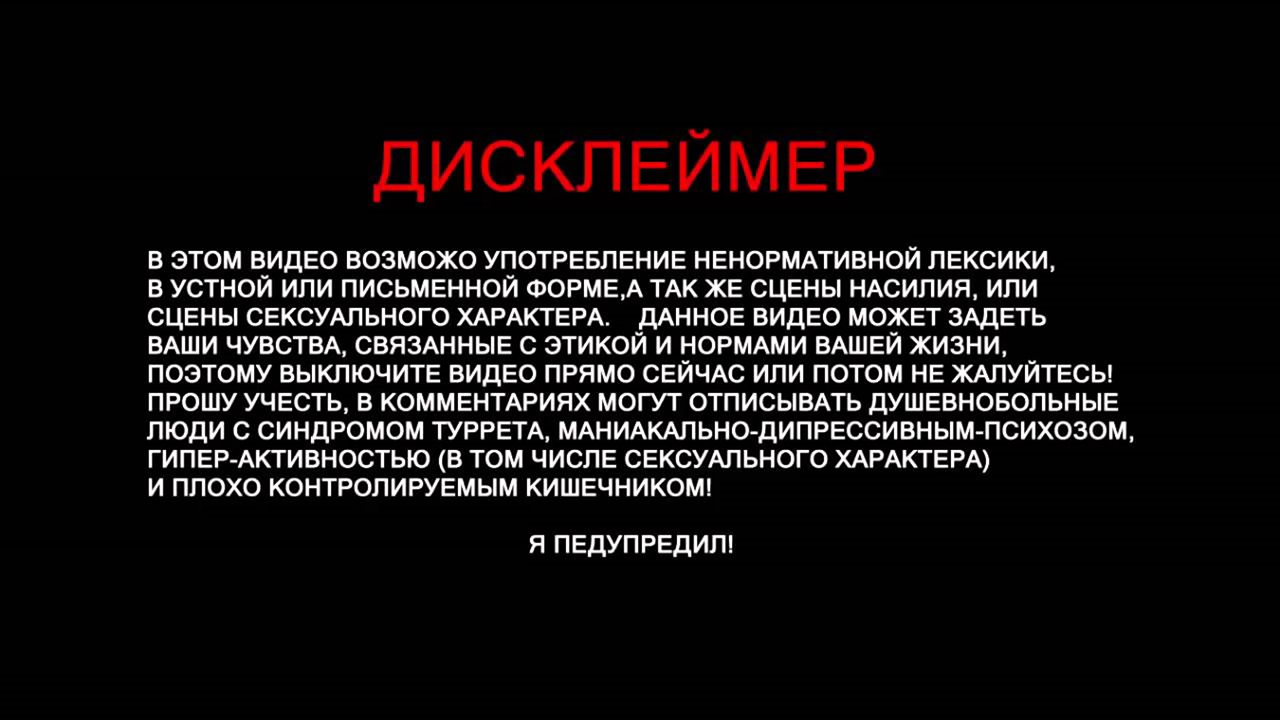 ДИСКЛЕЙМЕР
В ЭТОМ ВИДЕО ВОЗМОЖО УПОТРЕБЛЕНИЕ НЕНОРМАТИВНОЙ ЛЕКСИКИ,
В УСТНОЙ ИЛИ ПИСЬМЕННОЙ ФОРМЕ,А ТАК ЖЕ СЦЕНЫ НАСИЛИЯ, ИЛИ
СЦЕНЫ СЕКСУАЛЬНОГО ХАРАКТЕРА. ДАННОЕ ВИДЕО МОЖЕТ ЗАДЕТЬ
ВАШИ ЧУВСТВА, СВЯЗАННЫЕ С ЭТИКОЙ И НОРМАМИ ВАШЕЙ ЖИЗНИ,
ПОЭТОМУ ВЫКЛЮЧИТЕ ВИДЕО ПРЯМО СЕЙЧАС ИЛИ ПОТОМ НЕ ЖАЛУЙТЕСЬ!
ПРОШУ УЧЕСТЬ, В КОММЕНТАРИЯХ МОГУТ ОТПИСЫВАТЬ ДУШЕВНОБОЛЬНЫЕ
ЛЮДИ С СИНДРОМОМ ТУРРЕТА, МАНИАКАЛЬНО-ДИПРЕССИВНЫМ-ПСИХОЗОМ,
ГИПЕР-АКТИВНОСТЬЮ (В ТОМ ЧИСЛЕ СЕКСУАЛЬНОГО ХАРАКТЕРА)
И ПЛОХО КОНТРОЛИРУЕМЫМ КИШЕЧНИКОМ!
Я ПЕДУПРЕДИЛ!